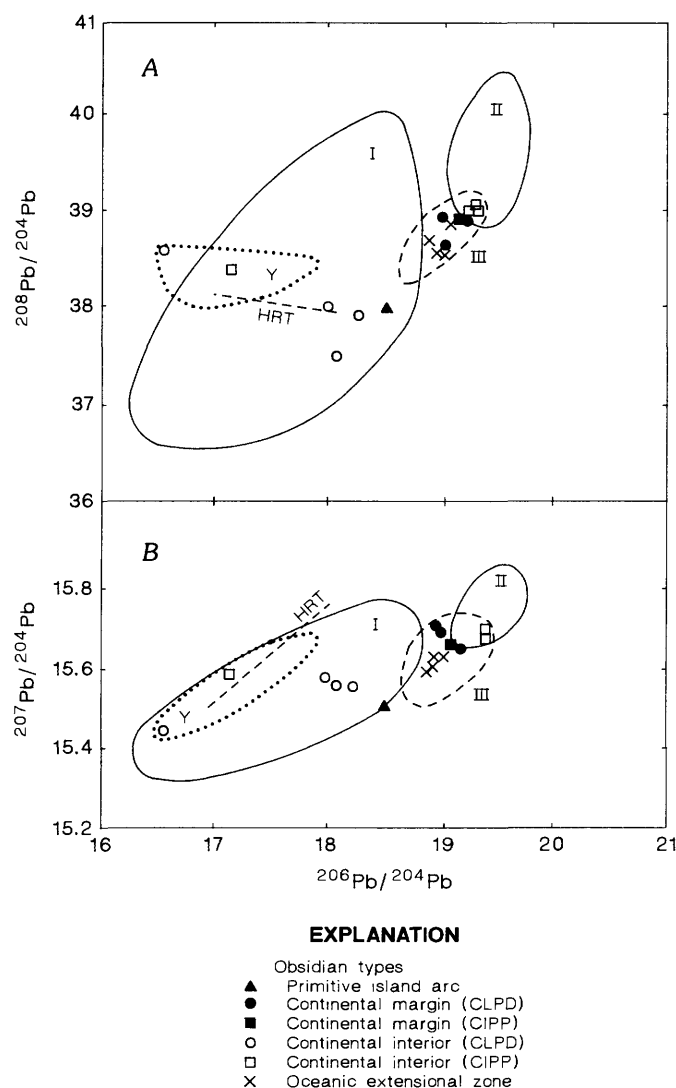 41
A
40
II
I
39
III
Y
38
HRT
37
36
208Pb/204Pb
B
15.8
II
HRT
I
15.6
III
Y
15.4
15.2
207Pb/204Pb
16 17 18 19 20 21
206Pb/204Pb
EXPLANATION
Obsidian types
Primitive island arc
Continental margin (CLPD)
Continental margin (CIPP)
Continental interior (CLPD)
Continental interior (CIPP)
Oceanic extensional zone